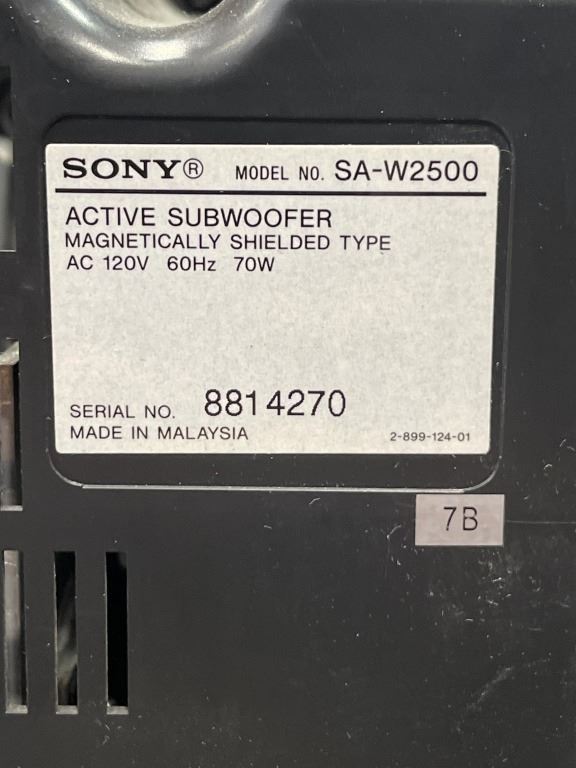 SONY® MODEL NO. SA-W2500
ACTIVE SUBWOOFER
MAGNETICALLY SHIELDED TYPE
AC 120V 60Hz 70W
SERIAL NO. 8814270
MADE IN MALAYSIA 2-899-124-01
7B